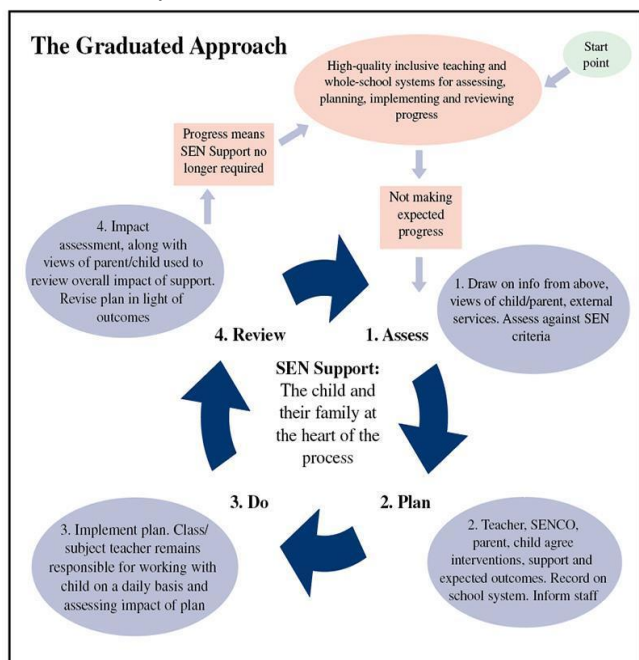 The Graduated Approach
Start
point
High-quality inclusive teaching and
whole-school systems for assessing,
planning, implementing and reviewing
progress
Progress means
SEN Support no
longer required
Not making
expected
progress
4. Impact
assessment, along with
views of parent/child used to
review overall impact of support.
Revise plan in light of
outcomes
1. Draw on info from above,
views of child/parent, external
services. Assess against SEN
criteria
4. Review
1. Assess
SEN Support:
The child and
their family at
the heart of the
process
3. Do
2. Plan
3. Implement plan. Class/
subject teacher remains
responsible for working with
child on a daily basis and
assessing impact of plan
2. Teacher, SENCO,
parent, child agree
interventions, support and
expected outcomes. Record on
school system. Inform staff